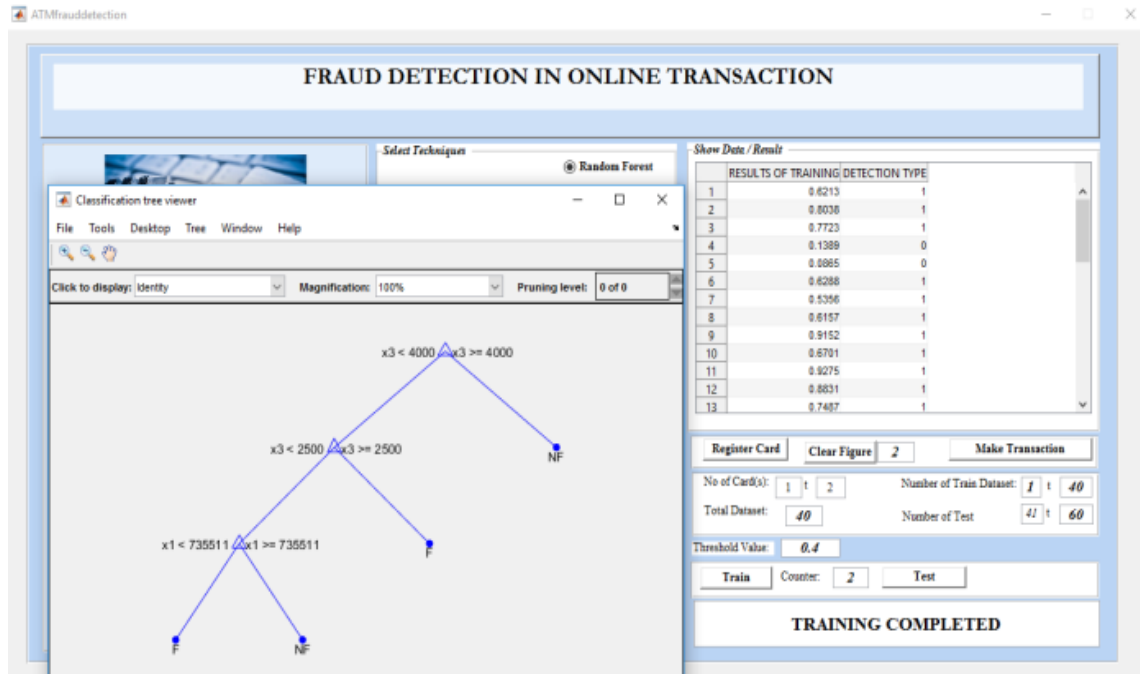 ATMfrauddetection
FRAUD DETECTION IN ONLINE TRANSACTION
Select Techniques
Random Forest
Classification tree viewer
File Tools Desktop Tree Window Help
Click to display: Identity Magnification: 100% Pruning level: 0 of 0
x3 < 4000 x3 >= 4000
x3 < 2500 x3 >= 2500
NF
x1 < 735511 x1 >= 735511
F
F
NF
Show Data / Result
RESULTS OF TRAINING DETECTION TYPE
1 0.6213 1
2 0.8038 1
3 0.7723 1
4 0.1389 0
5 0.0865 0
6 0.6288 1
7 0.5356 1
8 0.6157 1
9 0.9152 1
10 0.6701 1
11 0.9275 1
12 0.8831 1
13 0.7487 1
Register Card Clear Figure 2 Make Transaction
No of Card(s): 1 t 2 Number of Train Dataset: 1 t 40
Total Dataset: 40 Number of Test 41 t 60
Threshold Value: 0.4
Train Counter: 2 Test
TRAINING COMPLETED